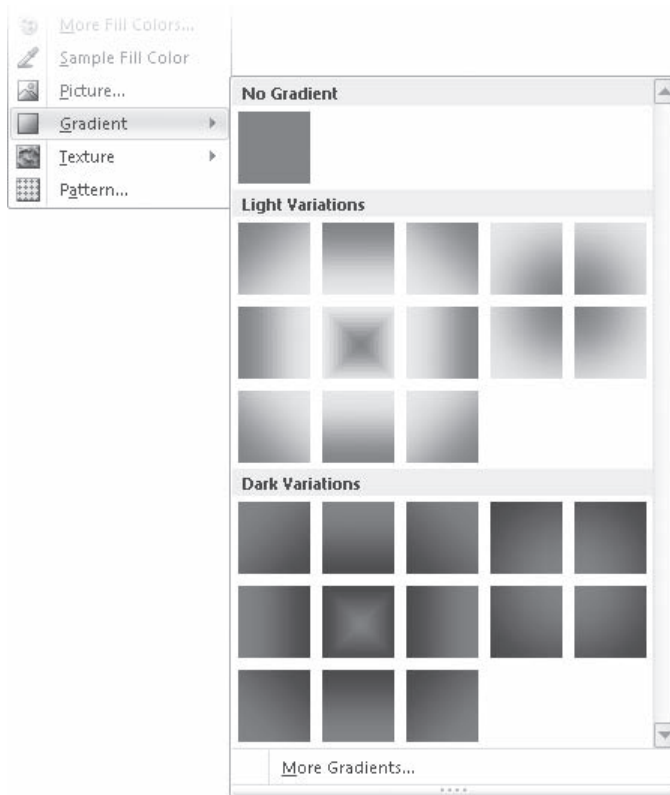 More Fill Colors...
Sample Fill Color
Picture...
Gradient
Texture
Pattern...
No Gradient
Light Variations
Dark Variations
More Gradients...